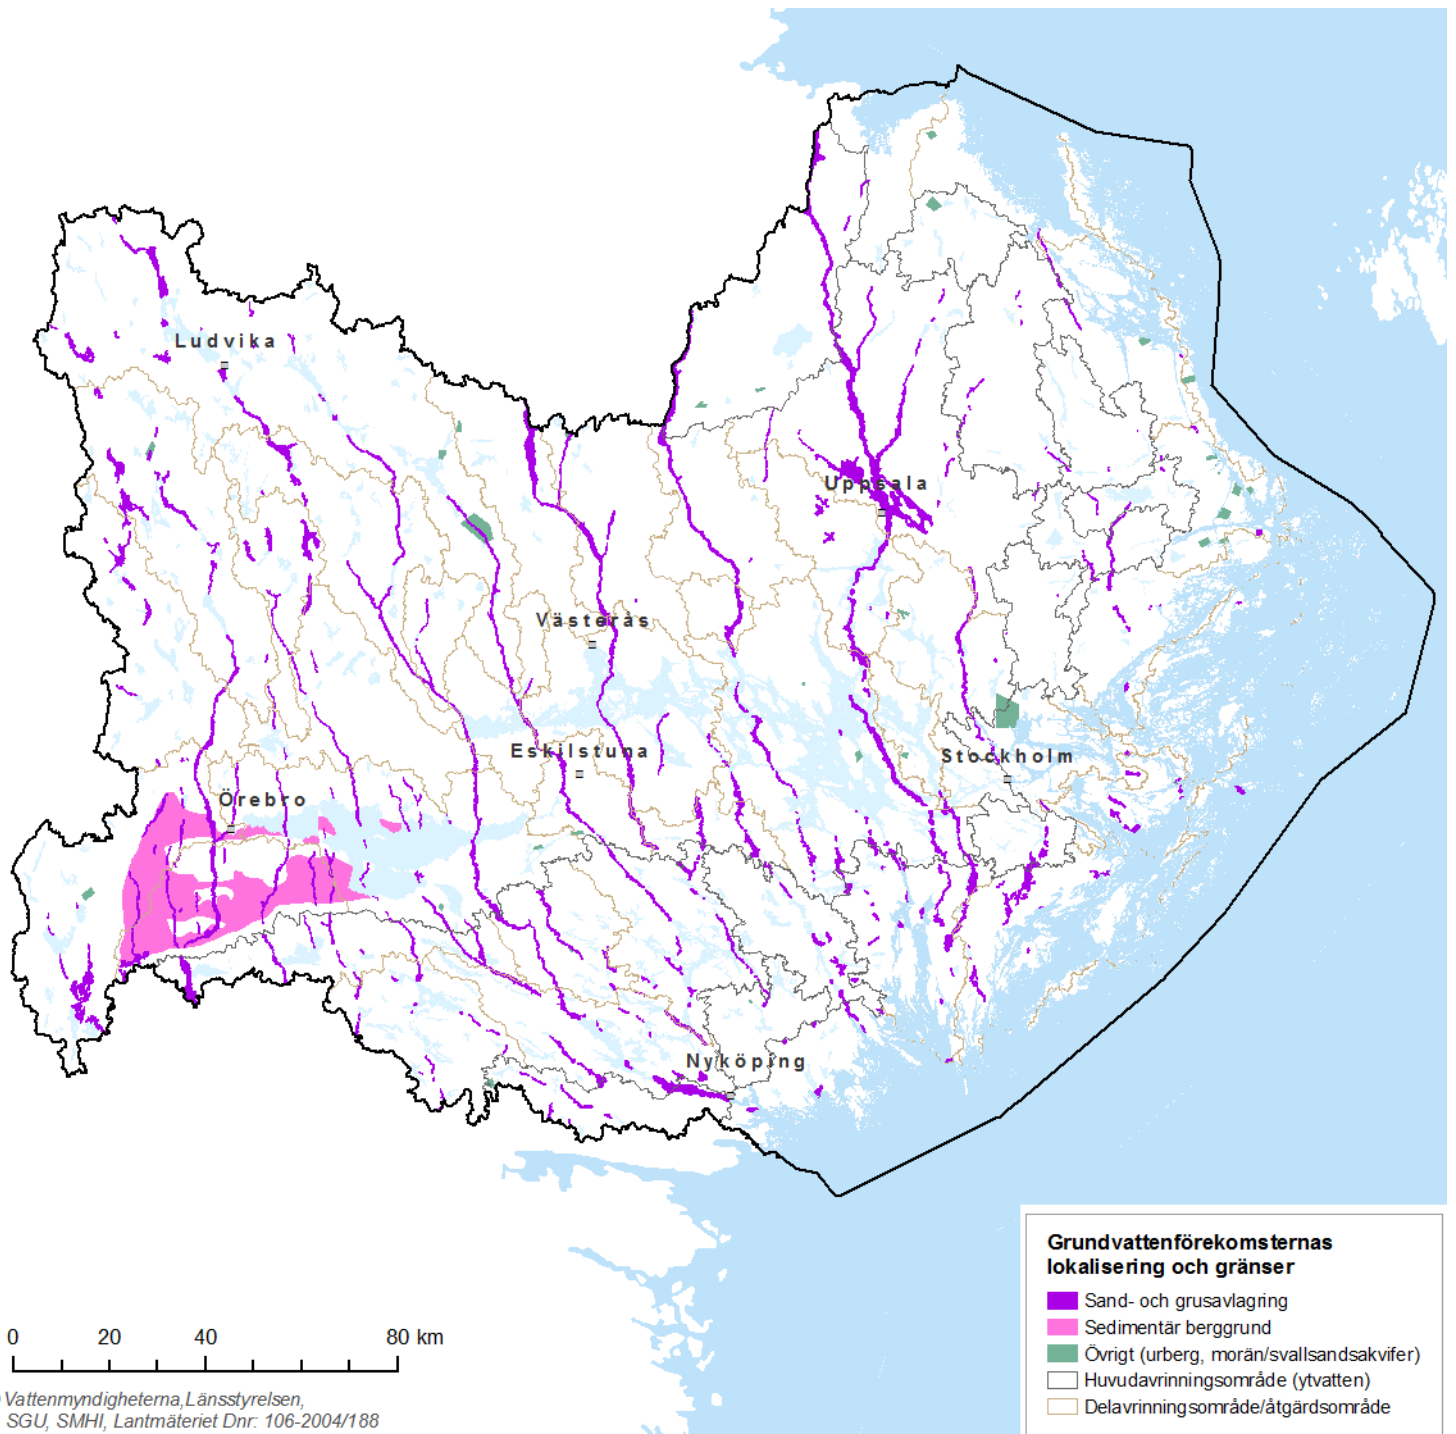 Ludvika
Uppsala
Västerås
Eskilstuna
Stockholm
Örebro
Nyköping
Grundvattenförekomsternas
lokalisering och gränser
Sand- och grusavlagring
Sedimentär berggrund
Övrigt (urberg, morän/svallsandsakvifer)
Huvudavrinningsområde (ytvatten)
Delavrinningsområde/åtgärdsområde
0 20 40 80 km
Vattenmyndigheterna,Länsstyrelsen,
SGU, SMHI, Lantmäteriet Dnr: 106-2004/188